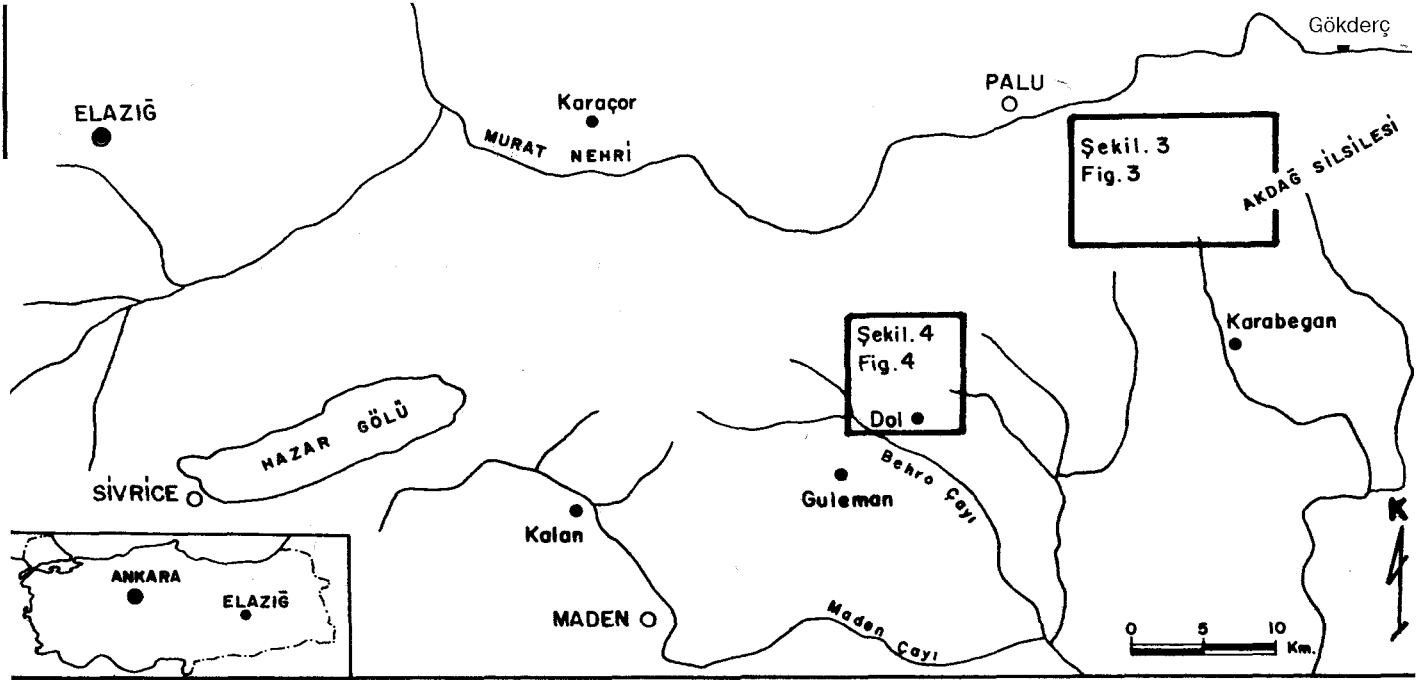 Gökderç
PALU
ELAZIĞ
Karaçor
MURAT NEHRİ
Şekil. 3
Fig. 3
AKDAĞ SİLSİLESİ
Şekil. 4
Fig. 4
Dol
Karabegan
HAZAR GÖLÜ
SİVRİCE
Behro Çayı
Guleman
Kalan
K
ANKARA
ELAZIĞ
MADEN
Maden Çayı
0 5 10
Km.